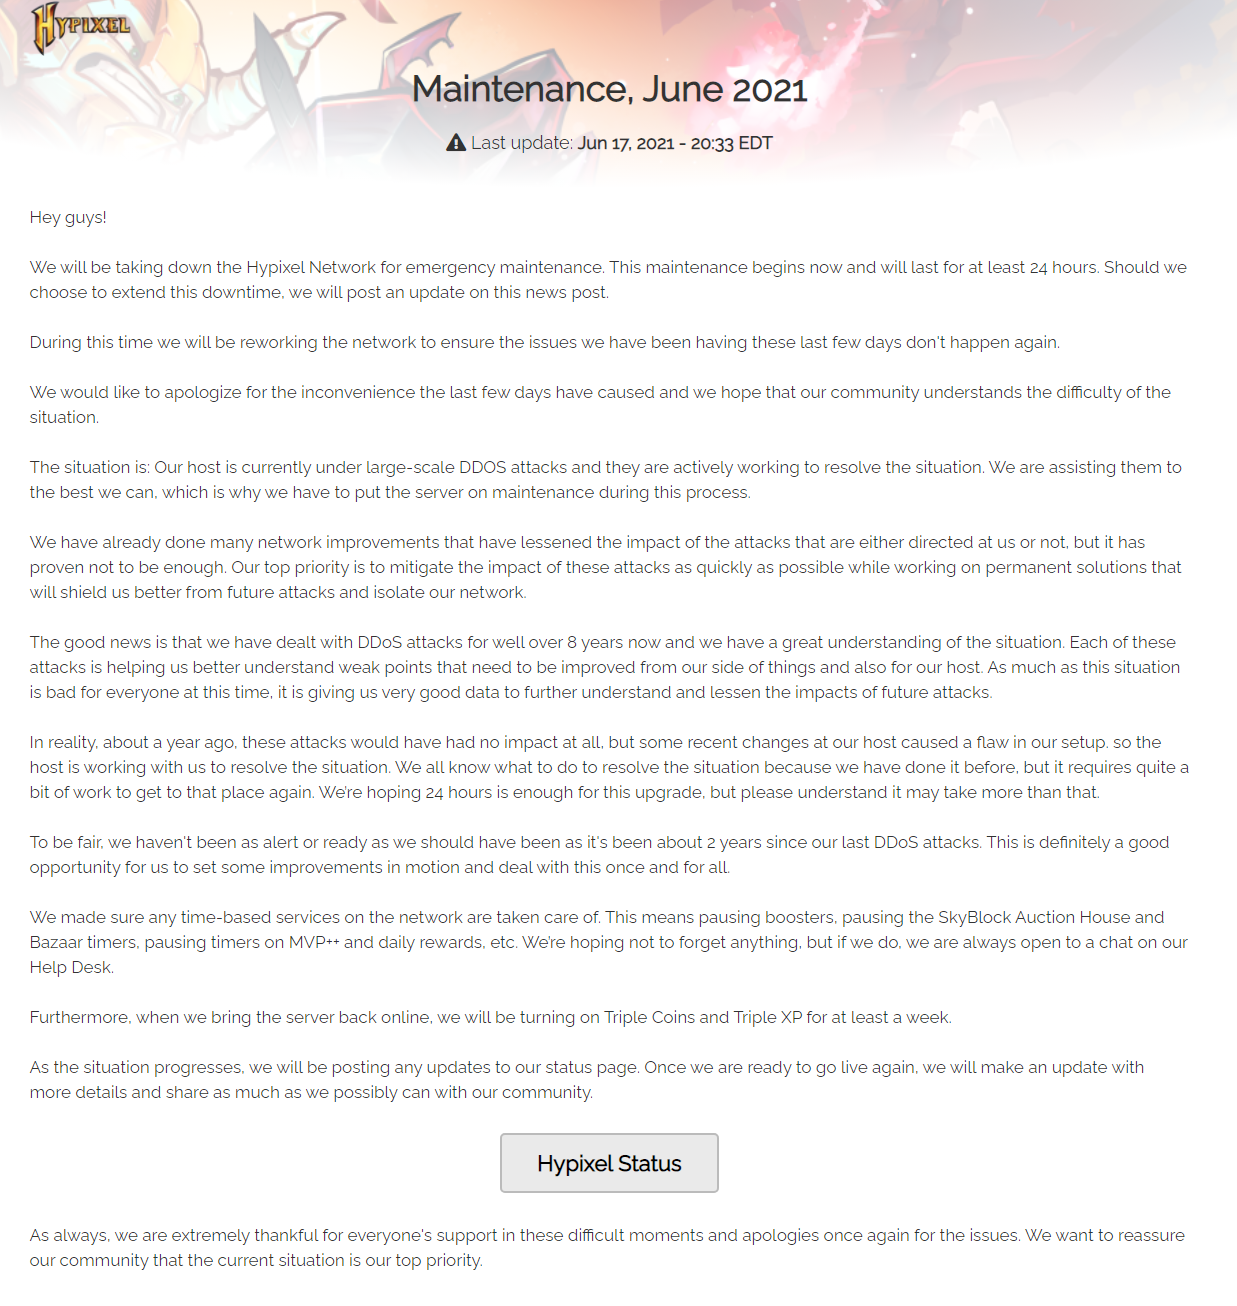 HYPIXEL
Maintenance, June 2021
Last update: Jun 17, 2021 - 20:33 EDT
Hey guys!
We will be taking down the Hypixel Network for emergency maintenance. This maintenance begins now and will last for at least 24 hours. Should we
choose to extend this downtime, we will post an update on this news post.
During this time we will be reworking the network to ensure the issues we have been having these last few days don't happen again.
We would like to apologize for the inconvenience the last few days have caused and we hope that our community understands the difficulty of the
situation.
The situation is: Our host is currently under large-scale DDOS attacks and they are actively working to resolve the situation. We are assisting them to
the best we can, which is why we have to put the server on maintenance during this process.
We have already done many network improvements that have lessened the impact of the attacks that are either directed at us or not, but it has
proven not to be enough. Our top priority is to mitigate the impact of these attacks as quickly as possible while working on permanent solutions that
will shield us better from future attacks and isolate our network.
The good news is that we have dealt with DDoS attacks for well over 8 years now and we have a great understanding of the situation. Each of these
attacks is helping us better understand weak points that need to be improved from our side of things and also for our host. As much as this situation
is bad for everyone at this time, it is giving us very good data to further understand and lessen the impacts of future attacks.
In reality, about a year ago, these attacks would have had no impact at all, but some recent changes at our host caused a flaw in our setup. so the
host is working with us to resolve the situation. We all know what to do to resolve the situation because we have done it before, but it requires quite a
bit of work to get to that place again. We're hoping 24 hours is enough for this upgrade, but please understand it may take more than that.
To be fair, we haven't been as alert or ready as we should have been as it's been about 2 years since our last DDoS attacks. This is definitely a good
opportunity for us to set some improvements in motion and deal with this once and for all.
We made sure any time-based services on the network are taken care of. This means pausing boosters, pausing the SkyBlock Auction House and
Bazaar timers, pausing timers on MVP++ and daily rewards, etc. We're hoping not to forget anything, but if we do, we are always open to a chat on our
Help Desk.
Furthermore, when we bring the server back online, we will be turning on Triple Coins and Triple XP for at least a week.
As the situation progresses, we will be posting any updates to our status page. Once we are ready to go live again, we will make an update with
more details and share as much as we possibly can with our community.
Hypixel Status
As always, we are extremely thankful for everyone's support in these difficult moments and apologies once again for the issues. We want to reassure
our community that the current situation is our top priority.